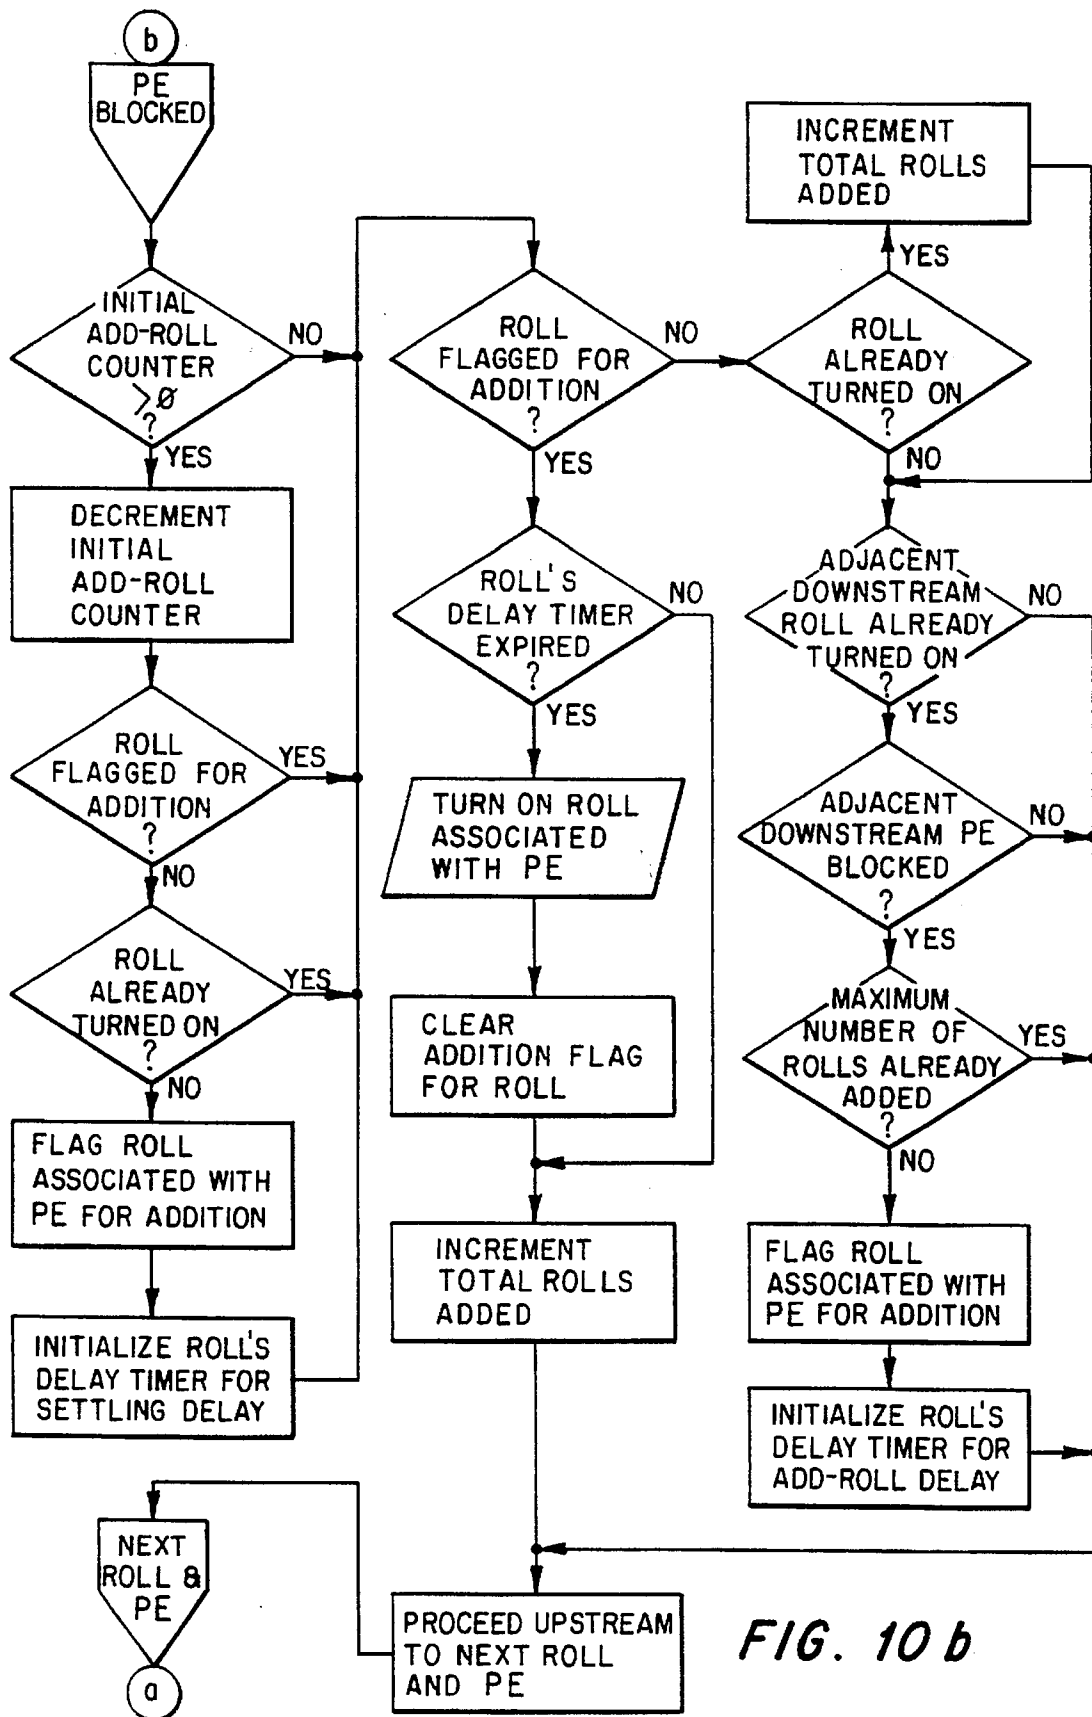 b
PE
BLOCKED
INITIAL
ADD-ROLL
COUNTER
>Ø
?
NO
YES
DECREMENT
INITIAL
ADD-ROLL
COUNTER
ROLL
FLAGGED FOR
ADDITION
?
YES
NO
ROLL
ALREADY
TURNED ON
?
YES
NO
FLAG ROLL
ASSOCIATED WITH
PE FOR ADDITION
INITIALIZE ROLL'S
DELAY TIMER FOR
SETTLING DELAY
ROLL
FLAGGED FOR
ADDITION
?
NO
YES
ROLL'S
DELAY TIMER
EXPIRED
?
NO
YES
TURN ON ROLL
ASSOCIATED
WITH PE
CLEAR
ADDITION FLAG
FOR ROLL
INCREMENT
TOTAL ROLLS
ADDED
INCREMENT
TOTAL ROLLS
ADDED
YES
ROLL
ALREADY
TURNED ON
?
NO
ADJACENT
DOWNSTREAM
ROLL ALREADY
TURNED ON
?
NO
YES
ADJACENT
DOWNSTREAM PE
BLOCKED
?
NO
YES
MAXIMUM
NUMBER OF
ROLLS ALREADY
ADDED
?
YES
NO
FLAG ROLL
ASSOCIATED WITH
PE FOR ADDITION
INITIALIZE ROLL'S
DELAY TIMER FOR
ADD-ROLL DELAY
PROCEED UPSTREAM
TO NEXT ROLL
AND PE
NEXT
ROLL &
PE
a
FIG. 10b